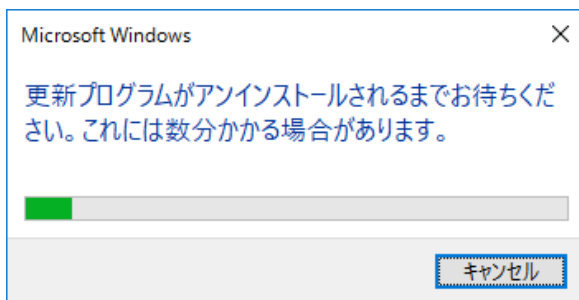 Microsoft Windows
更新プログラムがアンインストールされるまでお待ちくだ
さい。これには数分かかる場合があります。
キャンセル